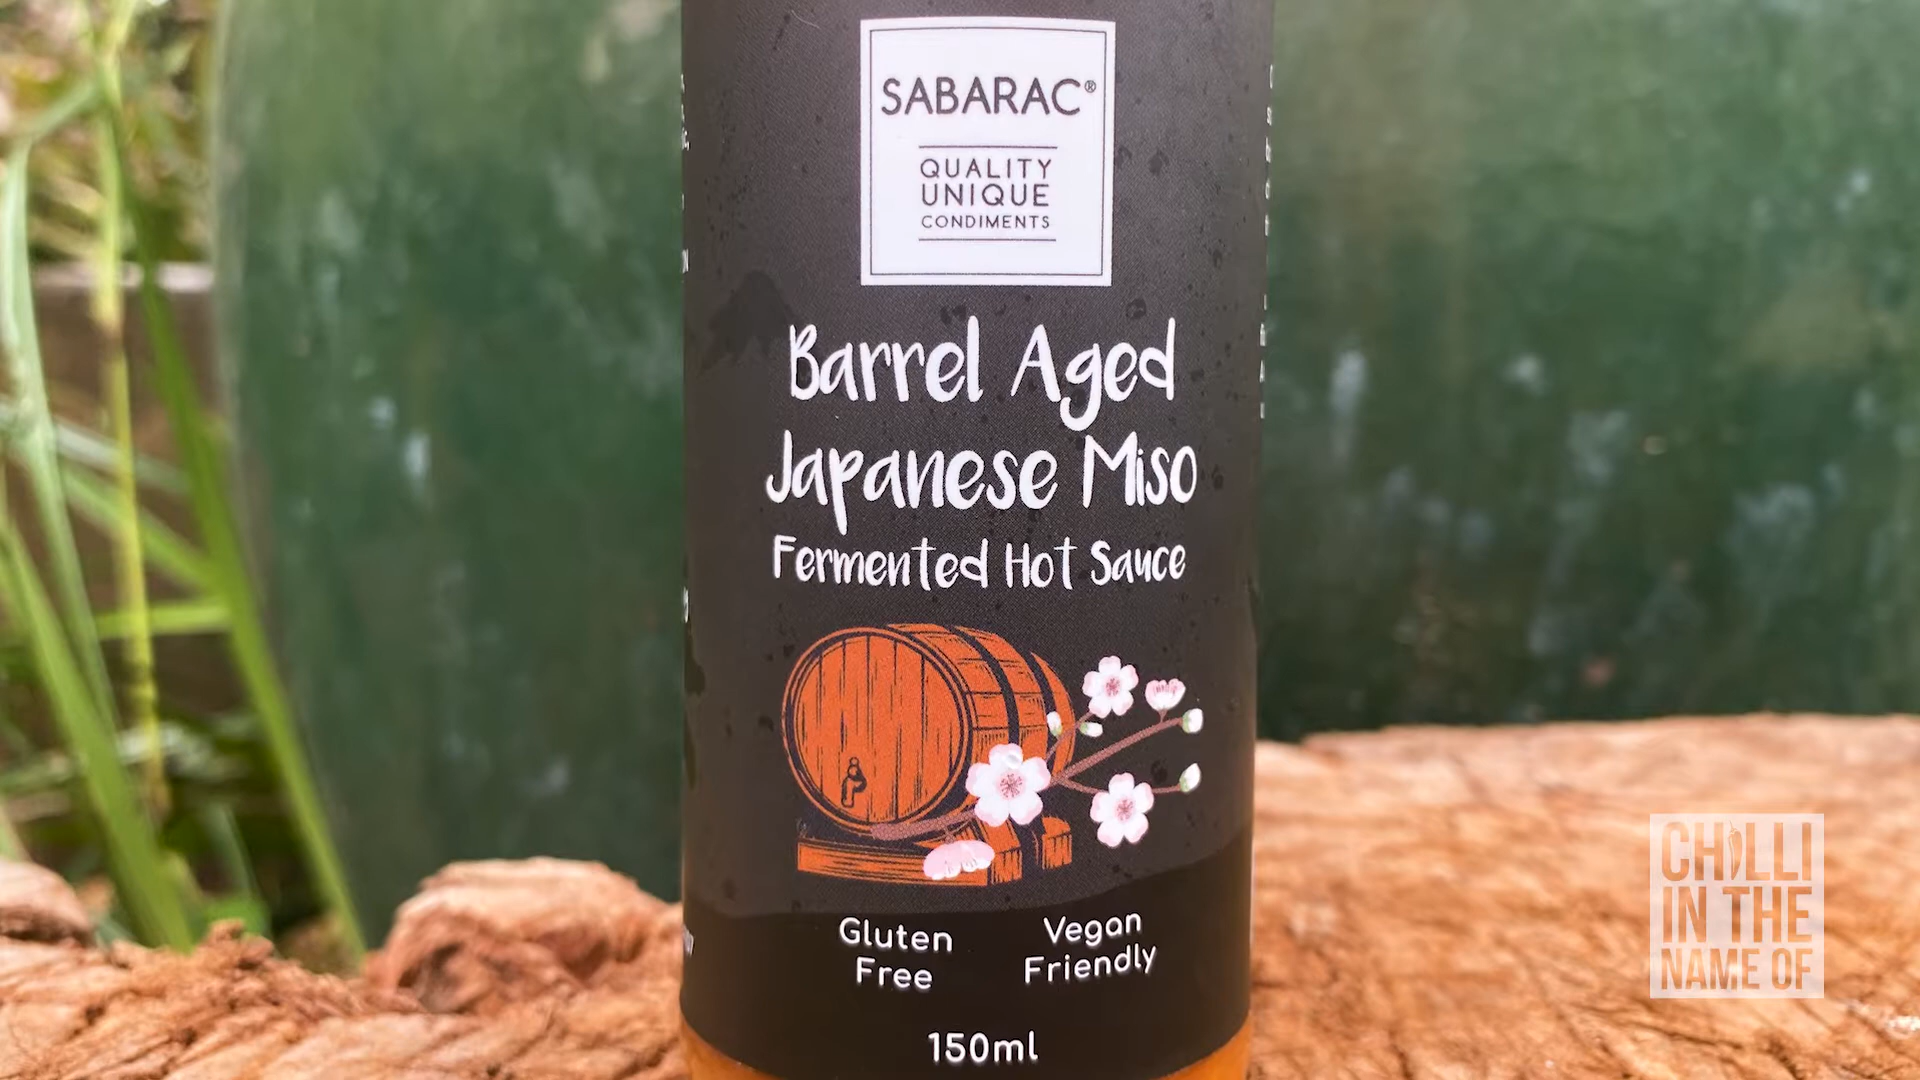 SABARAC®
QUALITY
UNIQUE
CONDIMENTS
Barrel Aged
Japanese Miso
Fermented Hot Sauce
Gluten
Free
Vegan
Friendly
150ml
CHILLI
IN THE
NAME OF